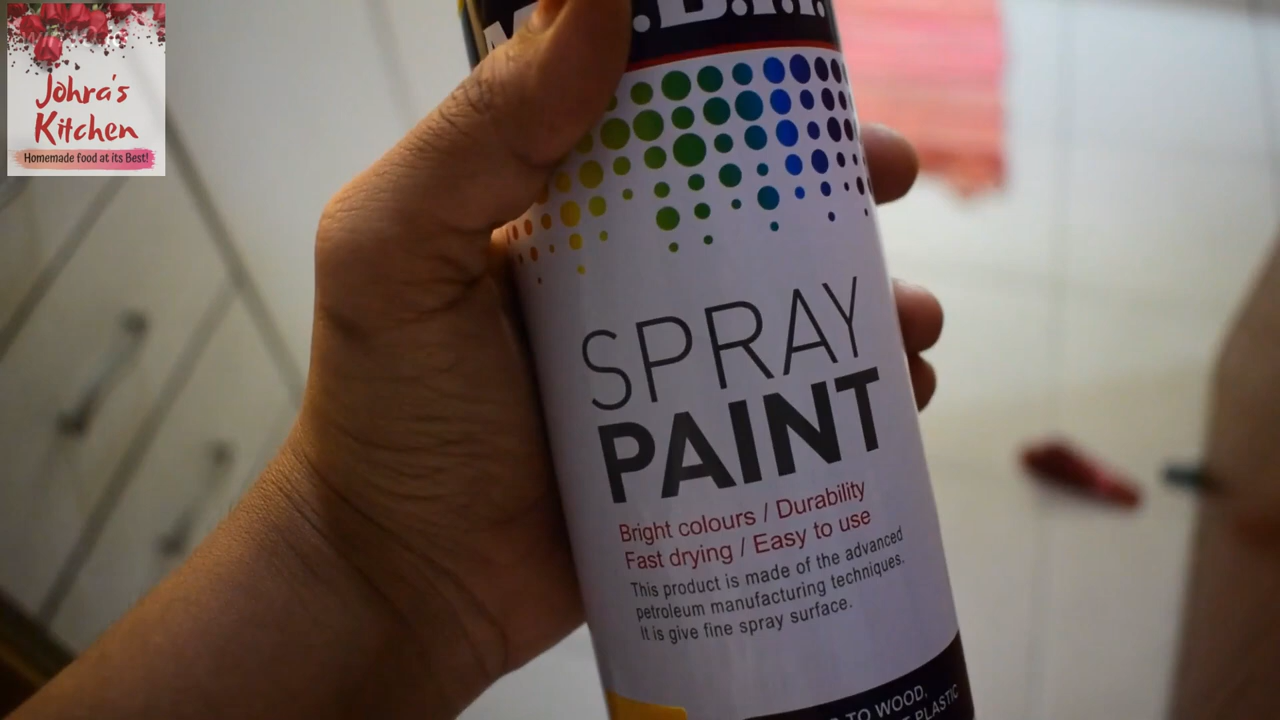 Johra's
Kitchen
Homemade food at its Best!
SPRAY
PAINT
Bright colours / Durability
Fast drying / Easy to use
This product is made of the advanced
petroleum manufacturing techniques.
It is give fine spray surface.
TO WOOD,
PLASTIC